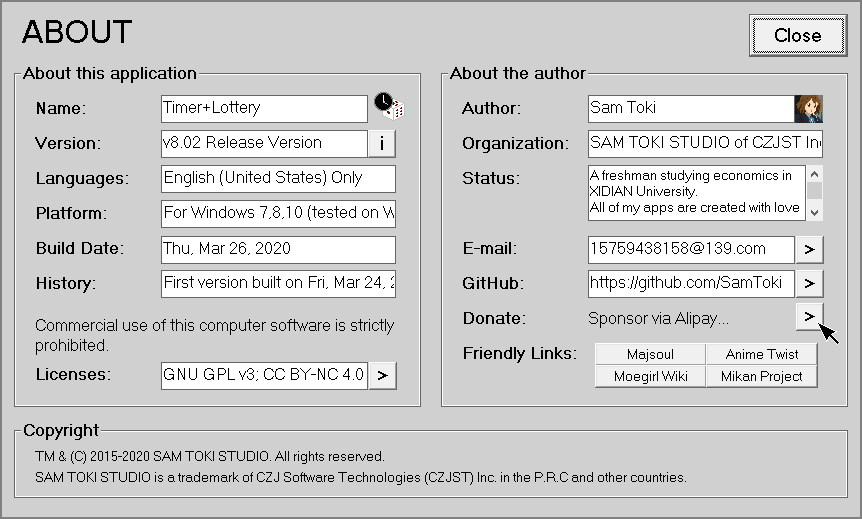 ABOUT
Close
About this application
Name: Timer+Lottery
Version: v8.02 Release Version i
Languages: English (United States) Only
Platform: For Windows 7,8,10 (tested on W
Build Date: Thu, Mar 26, 2020
History: First version built on Fri, Mar 24, 2
Commercial use of this computer software is strictly
prohibited.
Licenses: GNU GPL v3; CC BY-NC 4.0 >
About the author
Author: Sam Toki
Organization: SAM TOKI STUDIO of CZJST In
Status: A freshman studying economics in
XIDIAN University.
All of my apps are created with love
E-mail: 15759438158@139.com >
GitHub: https://github.com/SamToki >
Donate: Sponsor via Alipay... >
Friendly Links: Majsoul Anime Twist
Moegirl Wiki Mikan Project
Copyright
TM & (C) 2015-2020 SAM TOKI STUDIO. All rights reserved.
SAM TOKI STUDIO is a trademark of CZJ Software Technologies (CZJST) Inc. in the P.R.C and other countries.